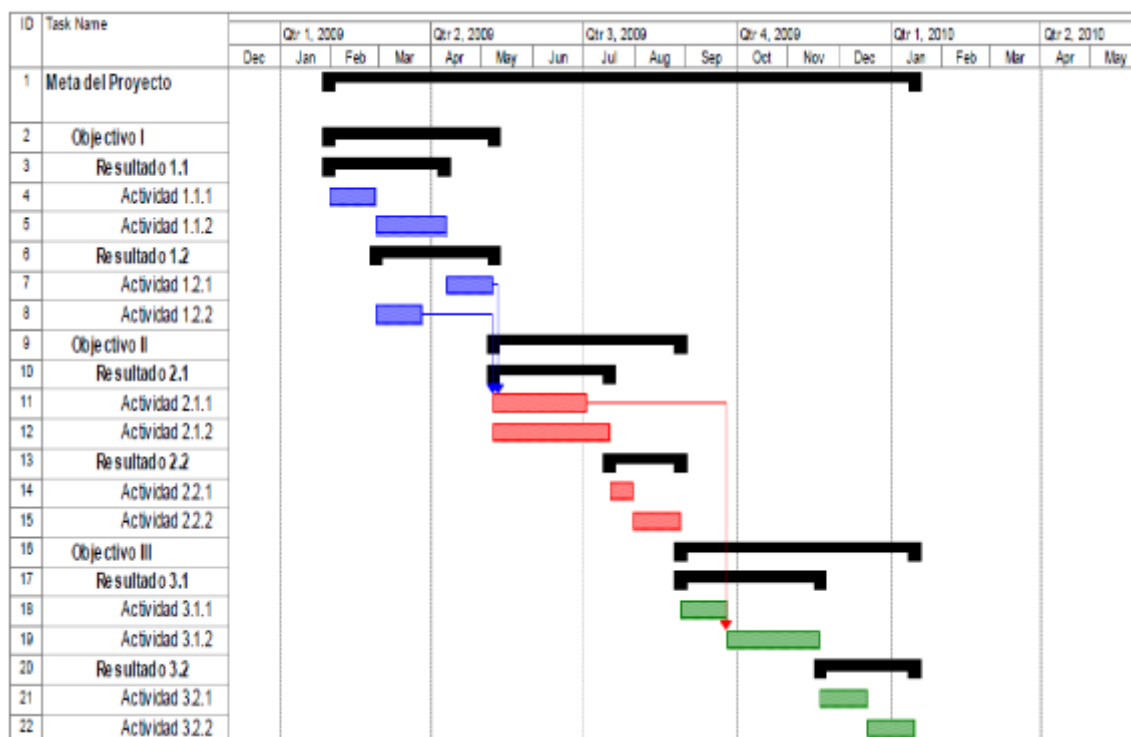 ID Task Name
Qtr 1, 2009 Qtr 2, 2009 Qtr 3, 2009 Qtr 4, 2009 Qtr 1, 2010 Qtr 2, 2010
Dec Jan Feb Mar Apr May Jun Jul Aug Sep Oct Nov Dec Jan Feb Mar Apr May
1 Meta del Proyecto
2 Objectivo I
3 Resultado 1.1
4 Actividad 1.1.1
5 Actividad 1.1.2
6 Resultado 1.2
7 Actividad 1.2.1
8 Actividad 1.2.2
9 Objectivo II
10 Resultado 2.1
11 Actividad 2.1.1
12 Actividad 2.1.2
13 Resultado 2.2
14 Actividad 2.2.1
15 Actividad 2.2.2
16 Objectivo III
17 Resultado 3.1
18 Actividad 3.1.1
19 Actividad 3.1.2
20 Resultado 3.2
21 Actividad 3.2.1
22 Actividad 3.2.2